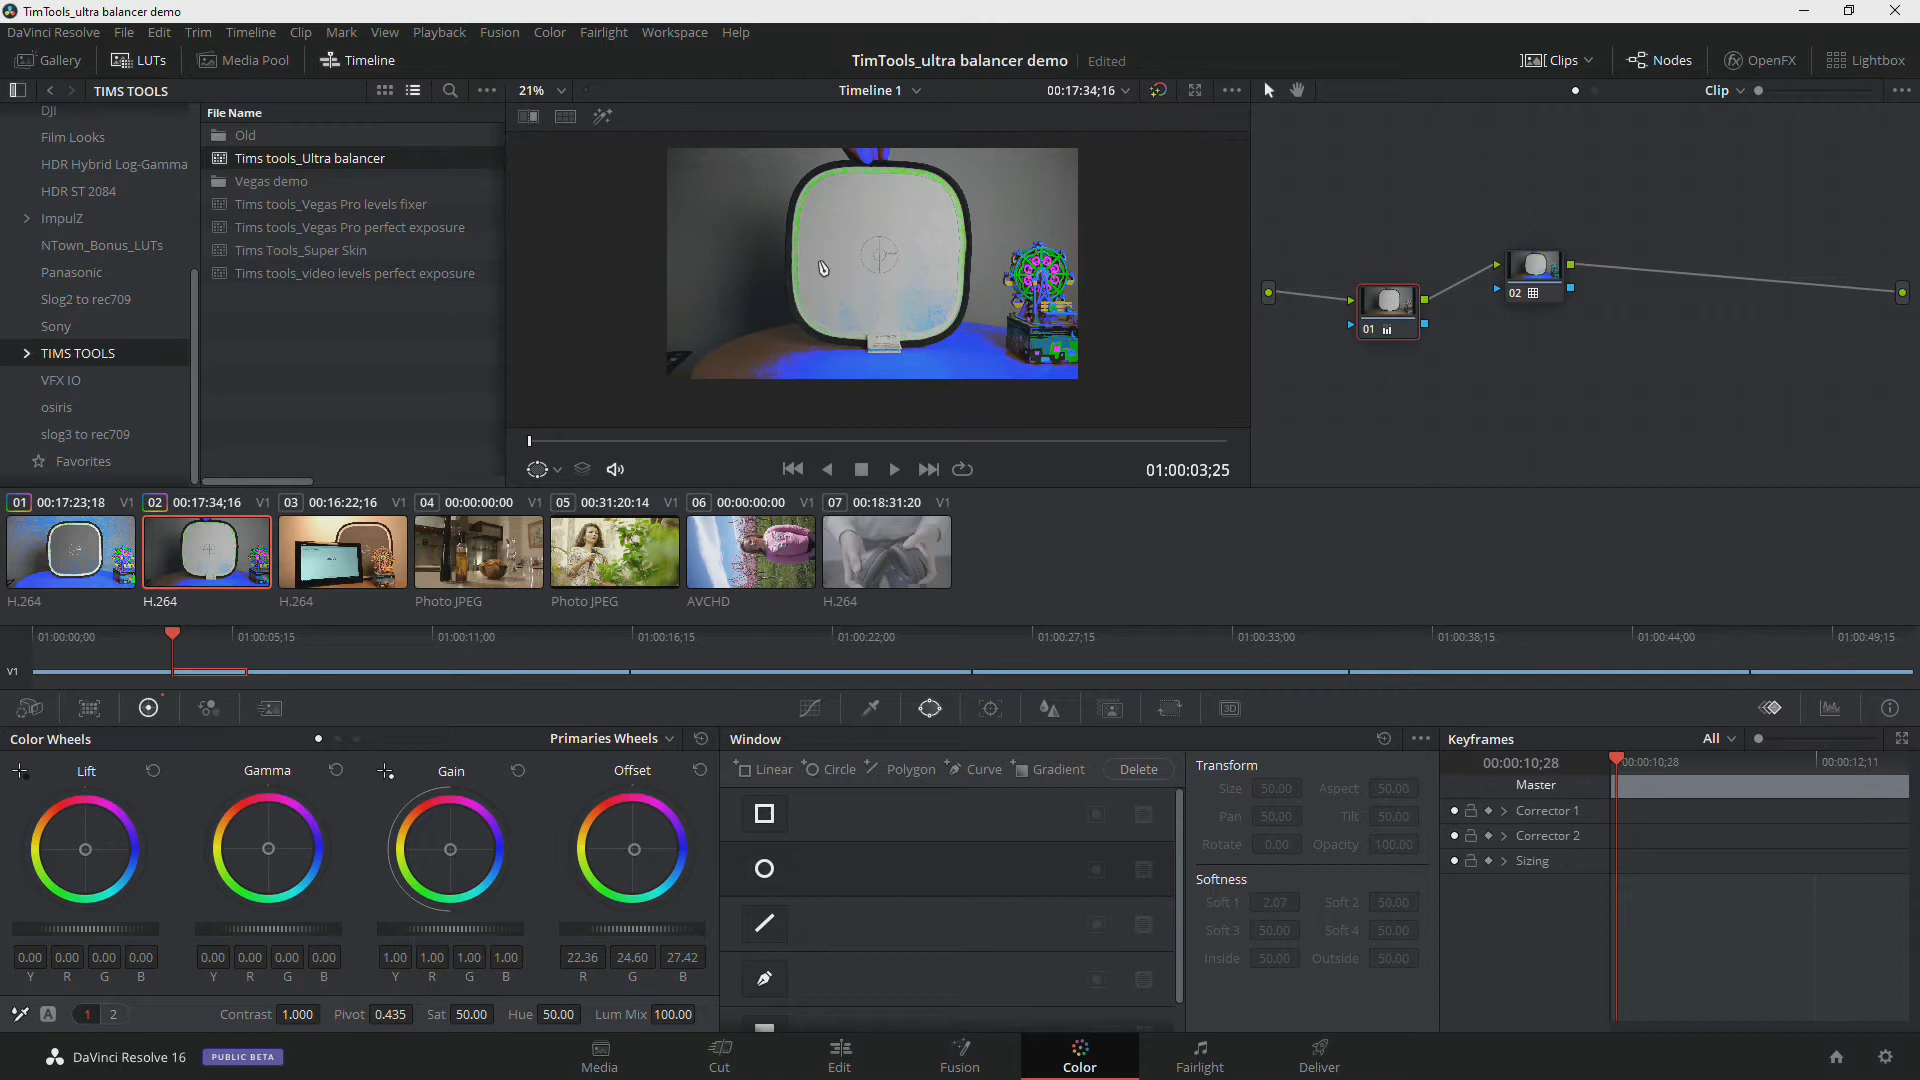 TimTools_ultra balancer demo
DaVinci Resolve File Edit Trim Timeline Clip Mark View Playback Fusion Color Fairlight Workspace Help
Gallery LUTs Media Pool Timeline TimTools_ultra balancer demo Edited Clips Nodes OpenFX Lightbox
TIMS TOOLS 21% Timeline 1 00:17:34;16 Clip
DJI
Film Looks
HDR Hybrid Log-Gamma
HDR ST 2084
ImpulZ
NTown_Bonus_LUTs
Panasonic
Slog2 to rec709
Sony
TIMS TOOLS
VFX IO
osiris
slog3 to rec709
Favorites
File Name
Old
Tims tools_Ultra balancer
Vegas demo
Tims tools_Vegas Pro levels fixer
Tims tools_Vegas Pro perfect exposure
Tims Tools_Super Skin
Tims tools_video levels perfect exposure
01
02
01:00:03;25
01 00:17:23;18 V1 02 00:17:34;16 V1 03 00:16:22;16 V1 04 00:00:00:00 V1 05 00:31:20:14 V1 06 00:00:00:00 V1 07 00:18:31:20 V1
H.264 H.264 H.264 Photo JPEG Photo JPEG AVCHD H.264
01:00:00;00 01:00:05;15 01:00:11;00 01:00:16;15 01:00:22;00 01:00:27;15 01:00:33;00 01:00:38;15 01:00:44;00 01:00:49;15
V1
3D
Color Wheels Primaries Wheels
Lift Gamma Gain Offset
0.00 0.00 0.00 0.00 0.00 0.00 0.00 0.00 1.00 1.00 1.00 1.00 22.36 24.60 27.42
Y R G B Y R G B Y R G B R G B
A 1 2 Contrast 1.000 Pivot 0.435 Sat 50.00 Hue 50.00 Lum Mix 100.00
Window
Linear Circle Polygon Curve Gradient Delete
Transform
Size 50.00 Aspect 50.00
Pan 50.00 Tilt 50.00
Rotate 0.00 Opacity 100.00
Softness
Soft 1 2.07 Soft 2 50.00
Soft 3 50.00 Soft 4 50.00
Inside 50.00 Outside 50.00
Keyframes All
00:00:10;28 00:00:10;28 00:00:12;11
Master
Corrector 1
Corrector 2
Sizing
DaVinci Resolve 16 PUBLIC BETA Media Cut Edit Fusion Color Fairlight Deliver